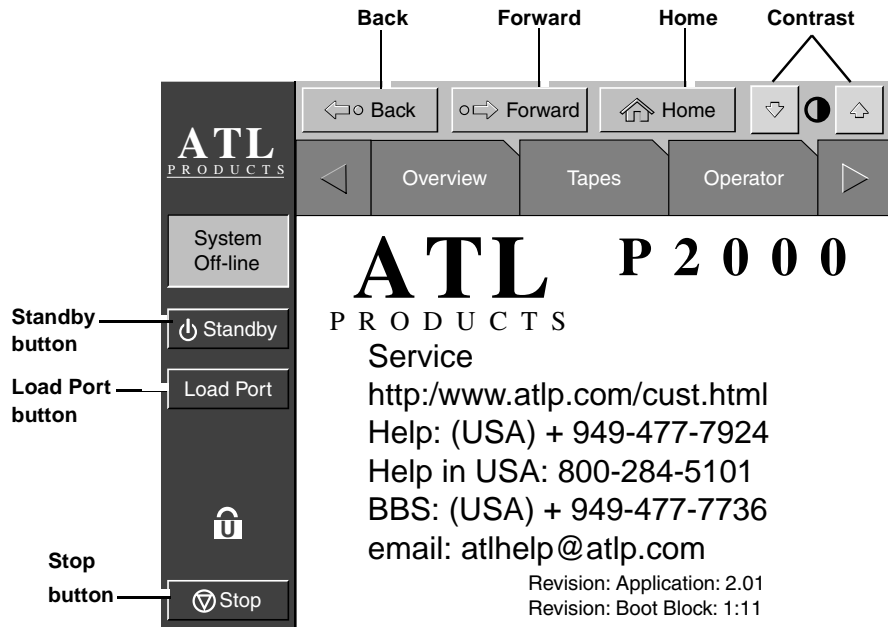 Back Forward Home Contrast
Back Forward Home
ATL
PRODUCTS
Overview Tapes Operator
System
Off-line
ATL P2000
PRODUCTS
Standby
button
Standby
Load Port
button
Load Port
Service
http:/www.atlp.com/cust.html
Help: (USA) + 949-477-7924
Help in USA: 800-284-5101
BBS: (USA) + 949-477-7736
email: atlhelp@atlp.com
U
Stop
button
Stop
Revision: Application: 2.01
Revision: Boot Block: 1:11